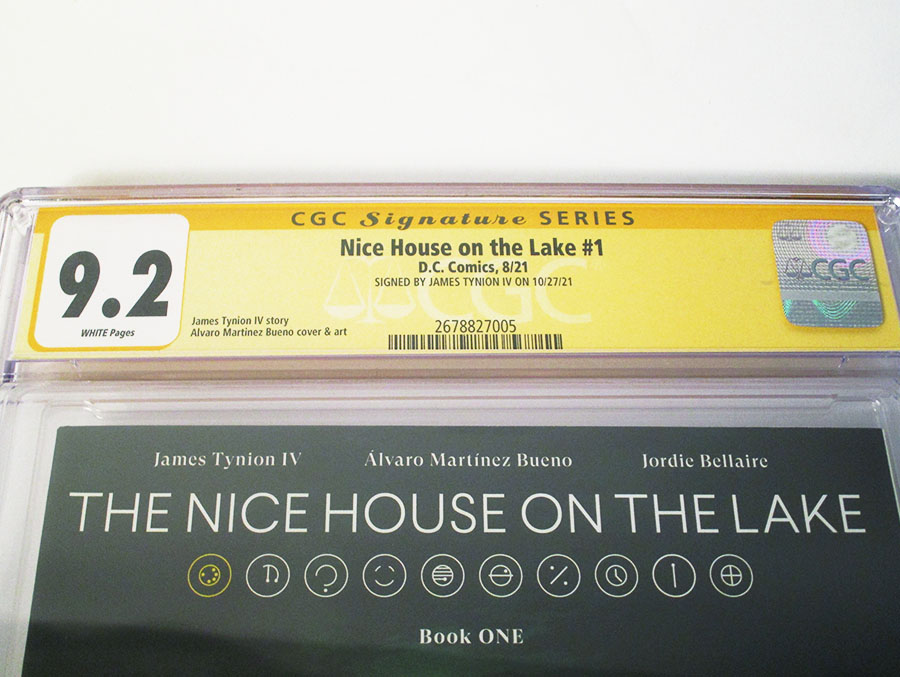 CGC Signature SERIES
Nice House on the Lake #1
D.C. Comics, 8/21
SIGNED BY JAMES TYNION IV ON 10/27/21
9.2
WHITE Pages
James Tynion IV story
Alvaro Martinez Bueno cover & art
2678827005
CGC
CGC
James Tynion IV
Álvaro Martínez Bueno
Jordie Bellaire
THE NICE HOUSE ON THE LAKE
Book ONE